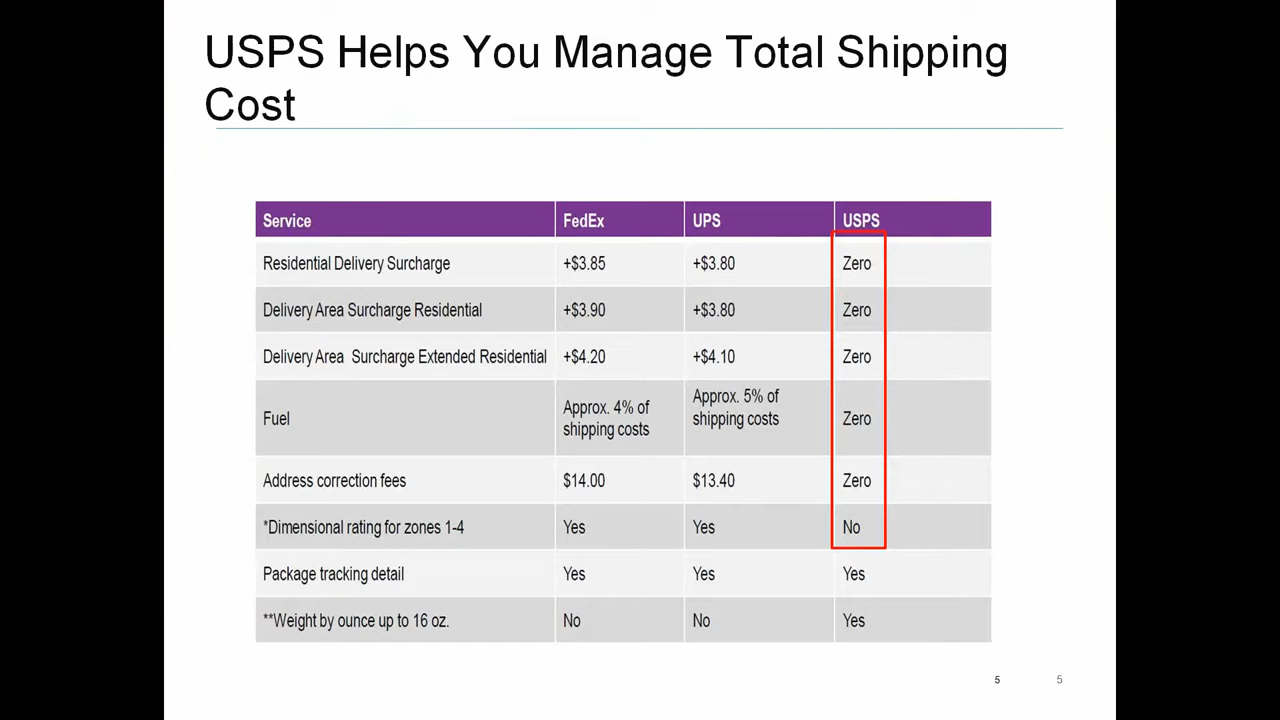 USPS Helps You Manage Total Shipping
Cost
Service FedEx UPS USPS
Residential Delivery Surcharge +$3.85 +$3.80 Zero
Delivery Area Surcharge Residential +$3.90 +$3.80 Zero
Delivery Area Surcharge Extended Residential +$4.20 +$4.10 Zero
Fuel Approx. 4% of shipping costs Approx. 5% of shipping costs Zero
Address correction fees $14.00 $13.40 Zero
*Dimensional rating for zones 1-4 Yes Yes No
Package tracking detail Yes Yes Yes
**Weight by ounce up to 16 oz. No No Yes
5 5